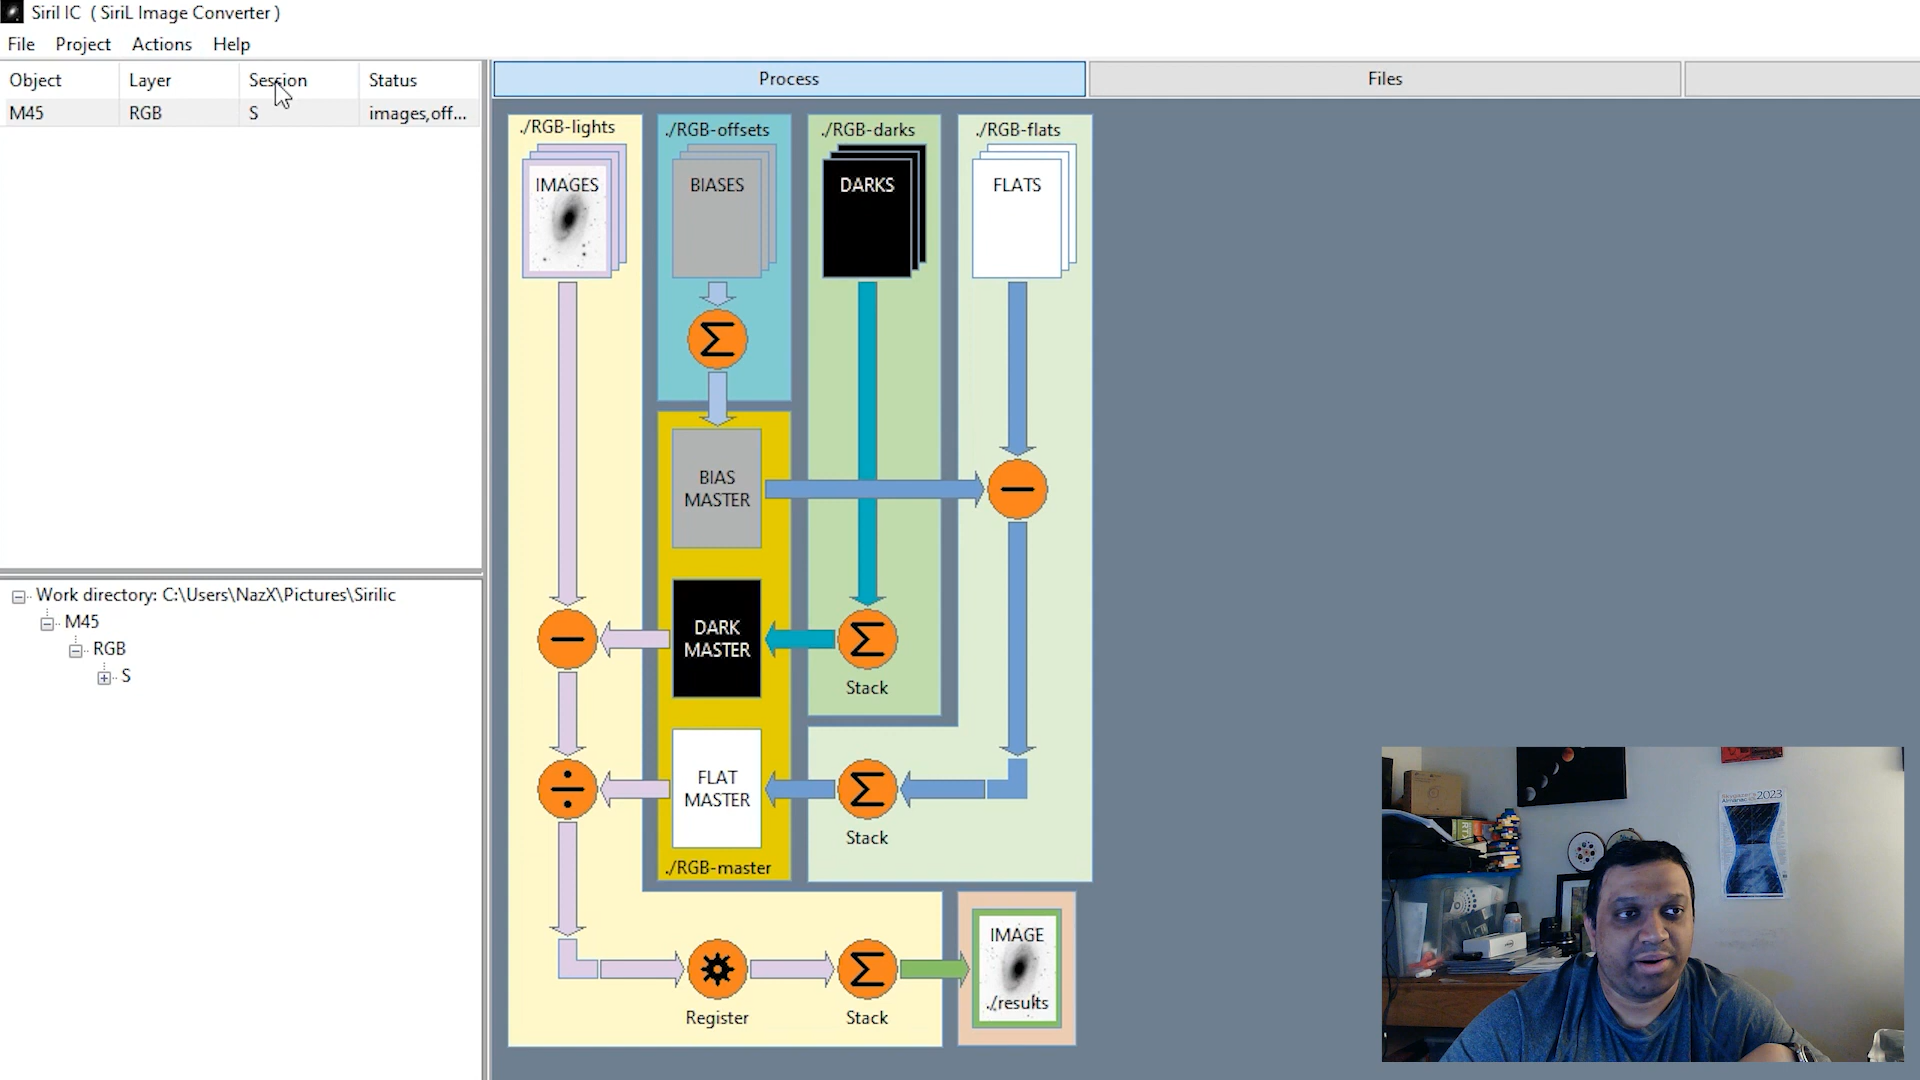 Siril IC ( SiriL Image Converter )
File Project Actions Help
Object Layer Session Status
M45 RGB S images,off...
Process Files
./RGB-lights ./RGB-offsets ./RGB-darks ./RGB-flats
IMAGES BIASES DARKS FLATS
Σ
BIAS
MASTER
−
Work directory: C:\Users\NazX\Pictures\Sirilic
M45
RGB
S
− DARK
MASTER Σ
Stack
÷ FLAT
MASTER Σ
Stack
./RGB-master
IMAGE
./results
Σ
Register Stack
2023